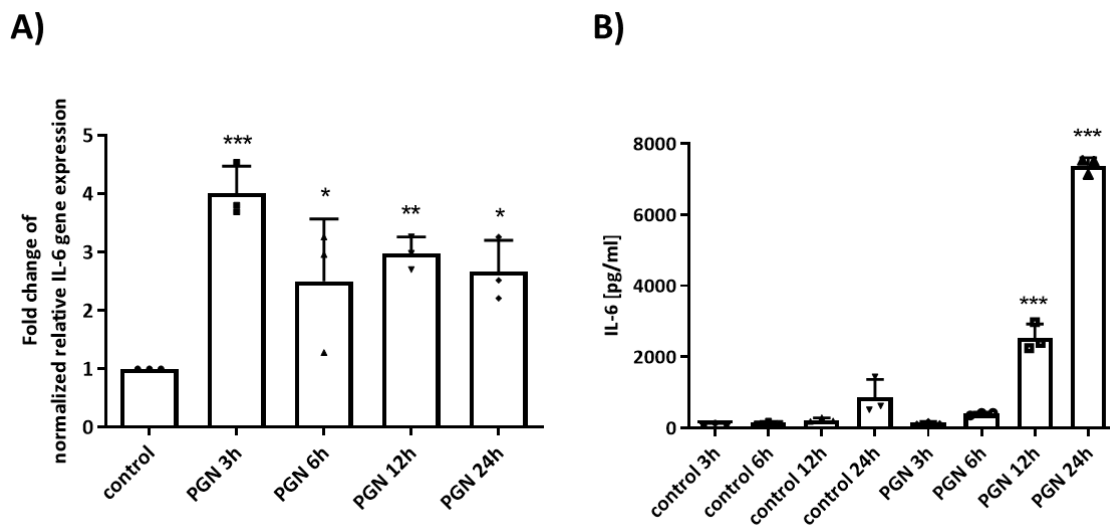 A)
Fold change of
normalized relative IL-6 gene expression
5
4
3
2
1
0
***
*
**
*
control
PGN 3h
PGN 6h
PGN 12h
PGN 24h
B)
IL-6 [pg/ml]
8000
6000
4000
2000
0
***
***
control 3h
control 6h
control 12h
control 24h
PGN 3h
PGN 6h
PGN 12h
PGN 24h